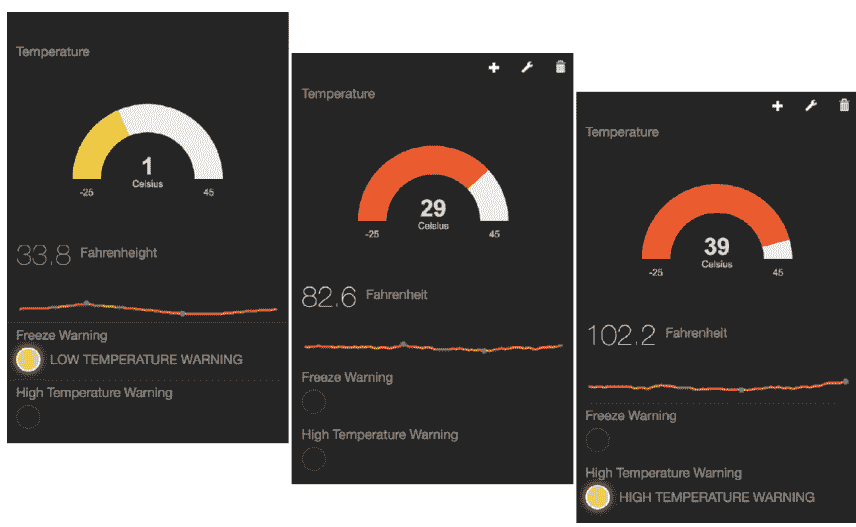 Temperature
1
Celsius
-25 45
33.8 Fahrenheight
Freeze Warning
LOW TEMPERATURE WARNING
High Temperature Warning
Temperature
29
Celsius
-25 45
82.6 Fahrenheit
Freeze Warning
High Temperature Warning
Temperature
39
Celsius
-25 45
102.2 Fahrenheit
Freeze Warning
High Temperature Warning
HIGH TEMPERATURE WARNING